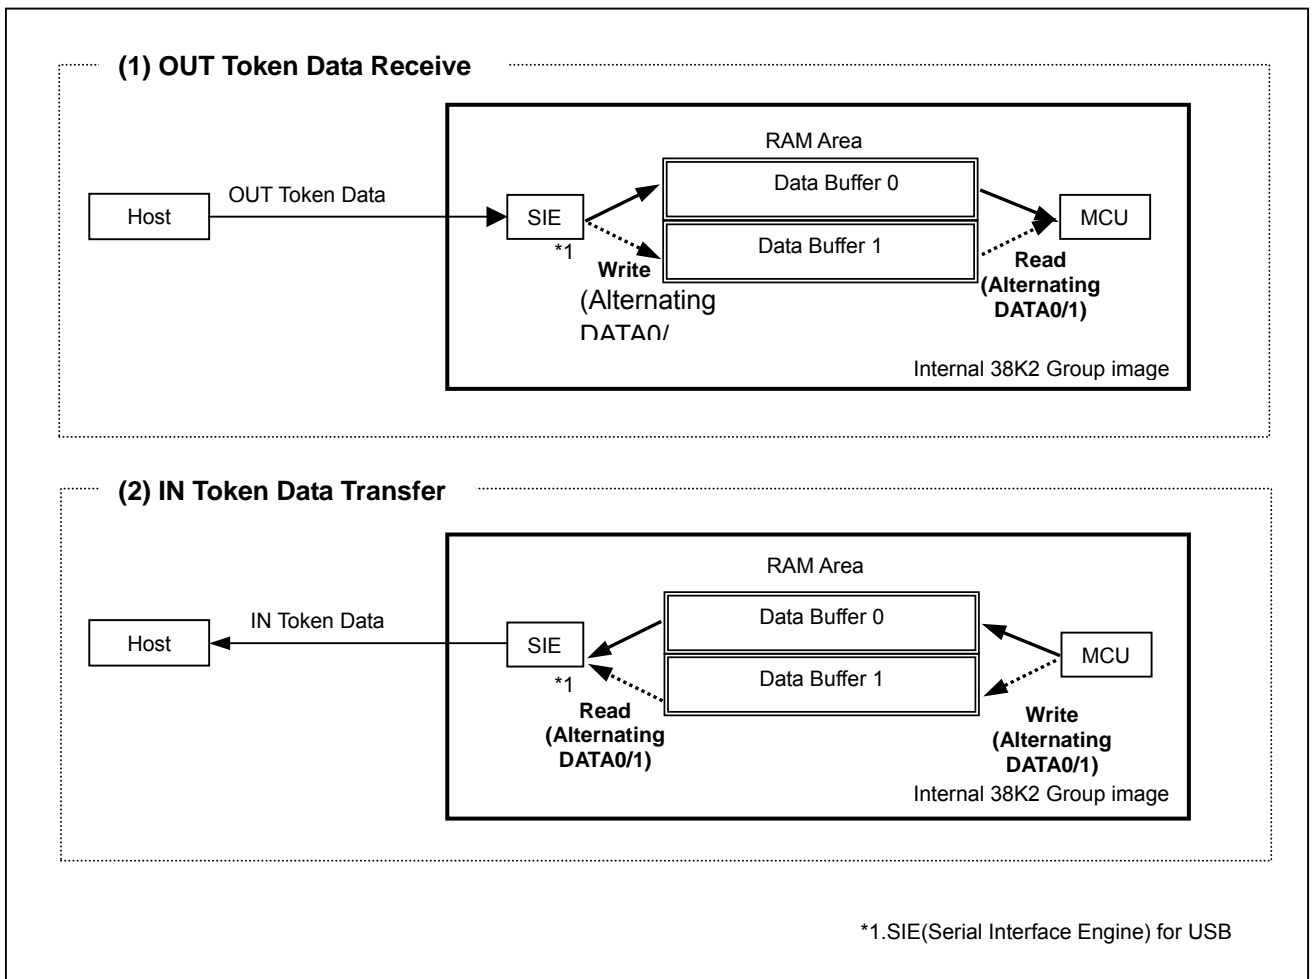 (1) OUT Token Data Receive
RAM Area
Data Buffer 0
OUT Token Data
Host
SIE
MCU
*1
Data Buffer 1
Write
(Alternating
DATA0/
Read
(Alternating
DATA0/1)
Internal 38K2 Group image
(2) IN Token Data Transfer
RAM Area
Data Buffer 0
IN Token Data
Host
SIE
MCU
*1
Data Buffer 1
Read
(Alternating
DATA0/1)
Write
(Alternating
DATA0/1)
Internal 38K2 Group image
*1.SIE(Serial Interface Engine) for USB